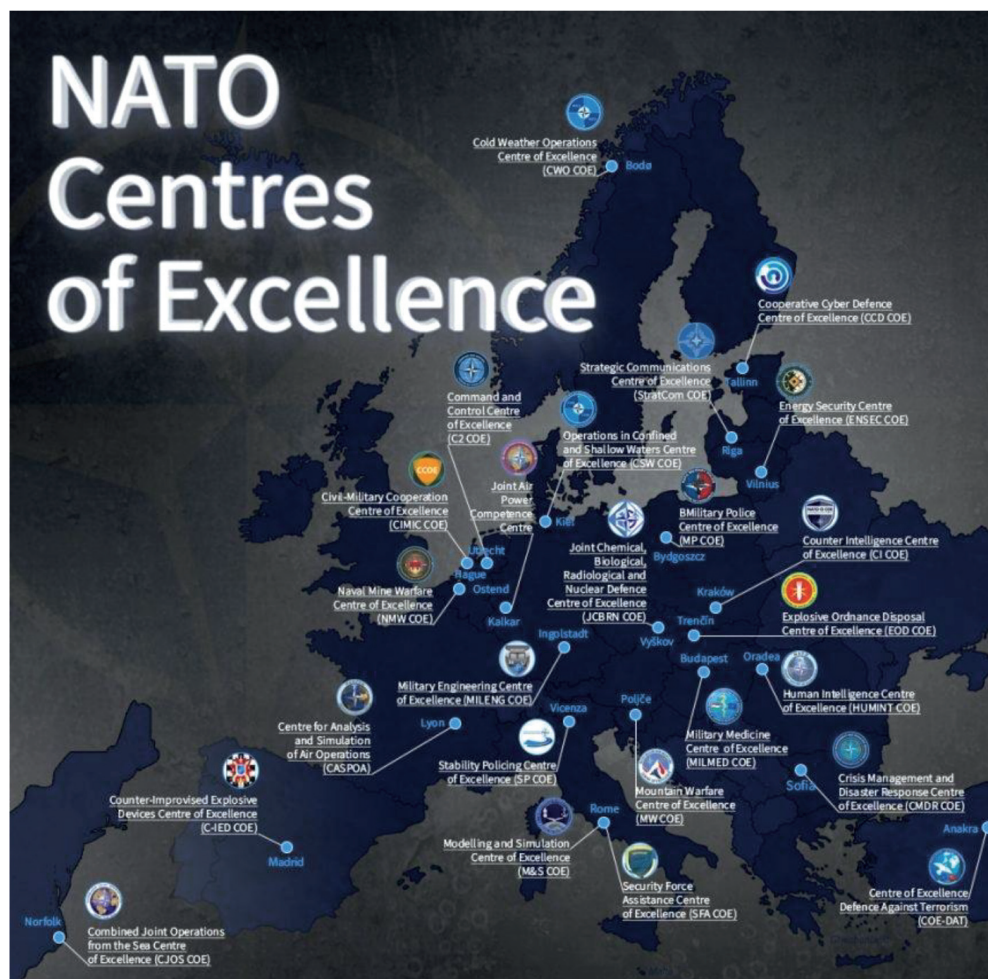 NATO
Centres
of Excellence
Cold Weather Operations
Centre of Excellence
(CWO COE)
Bodø
Cooperative Cyber Defence
Centre of Excellence (CCD COE)
Strategic Communications
Centre of Excellence
(StratCom COE)
Tallinn
Command and
Control Centre
of Excellence
(C2 COE)
Energy Security Centre
of Excellence (ENSEC COE)
Operations in Confined
and Shallow Waters Centre
of Excellence (CSW COE)
Riga
CCOE
Joint Air
Power
Competence
Centre
Vilnius
Civil-Military Cooperation
Centre of Excellence
(CIMIC COE)
Kiel
BMilitary Police
Centre of Excellence
(MP COE)
Joint Chemical,
Biological,
Radiological and
Nuclear Defence
Centre of Excellence
(JCBRN COE)
Bydgoszcz
Counter Intelligence Centre
of Excellence (CI COE)
Utrecht
Hague
Ostend
Naval Mine Warfare
Centre of Excellence
(NMW COE)
Kalkar
Kraków
Explosive Ordnance Disposal
Centre of Excellence (EOD COE)
Trenčín
Vyškov
Ingolstadt
Budapest
Oradea
Military Engineering Centre
of Excellence (MILENG COE)
Human Intelligence Centre
of Excellence (HUMINT COE)
Poljče
Vicenza
Lyon
Centre for Analysis
and Simulation
of Air Operations
(CASPOA)
Military Medicine
Centre of Excellence
(MILMED COE)
Stability Policing Centre
of Excellence (SP COE)
Sofia
Crisis Management and
Disaster Response Centre
of Excellence (CMDR COE)
Mountain Warfare
Centre of Excellence
(MW COE)
Counter-Improvised Explosive
Devices Centre of Excellence
(C-IED COE)
Madrid
Rome
Modelling and Simulation
Centre of Excellence
(M&S COE)
Anakra
Security Force
Assistance Centre
of Excellence (SFA COE)
Centre of Excellence
Defence Against Terrorism
(COE-DAT)
Norfolk
Combined Joint Operations
from the Sea Centre
of Excellence (CJOS COE)